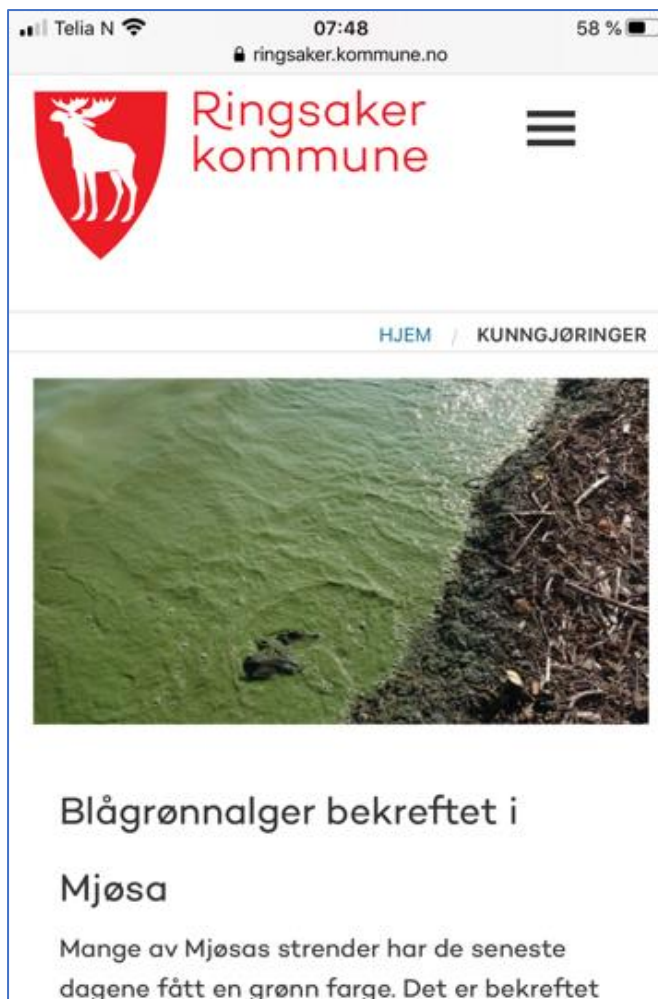 Telia N 07:48 58 %
ringsaker.kommune.no
Ringsaker
kommune
HJEM / KUNNGJØRINGER
Blågrønnalger bekreftet i
Mjøsa
Mange av Mjøsas strender har de seneste
dagene fått en grønn farge. Det er bekreftet